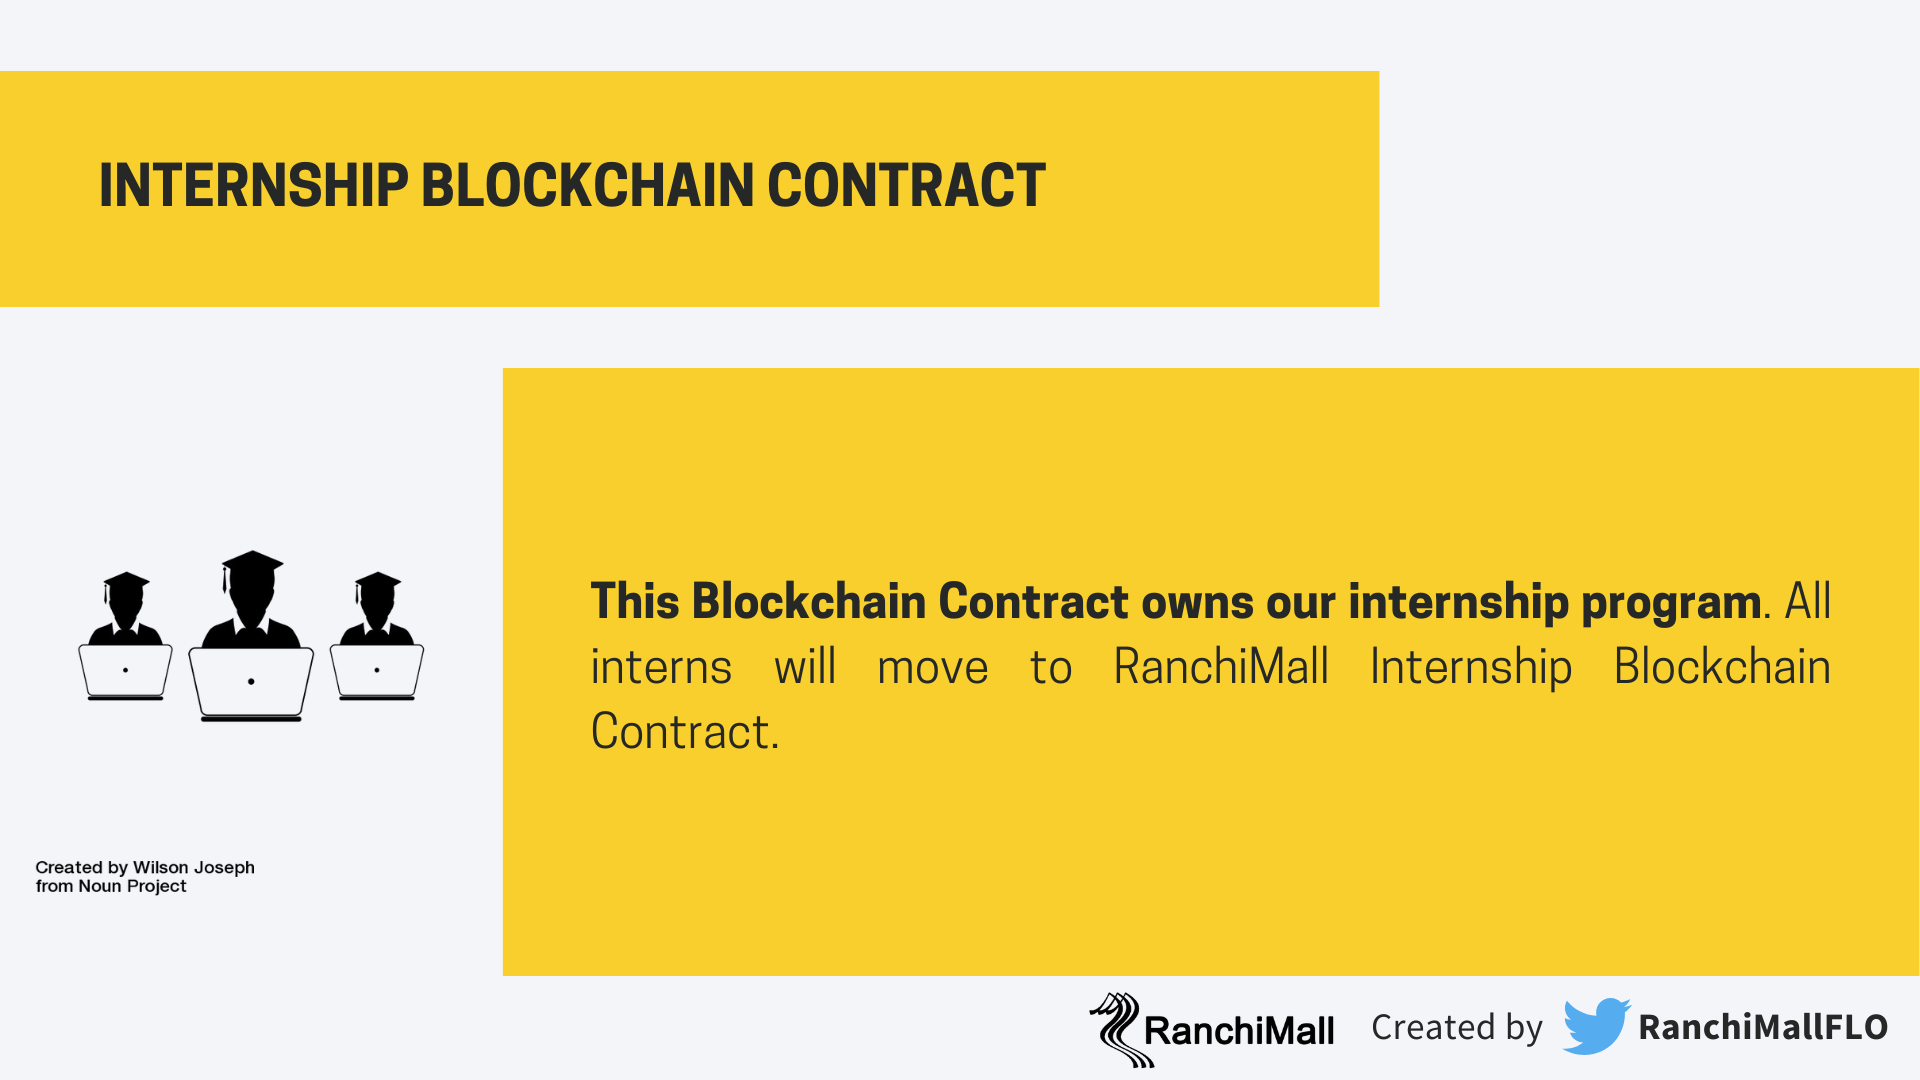 INTERNSHIP BLOCKCHAIN CONTRACT
This Blockchain Contract owns our internship program. All
interns will move to RanchiMall Internship Blockchain
Contract.
Created by Wilson Joseph
from Noun Project
RanchiMall Created by RanchiMallFLO